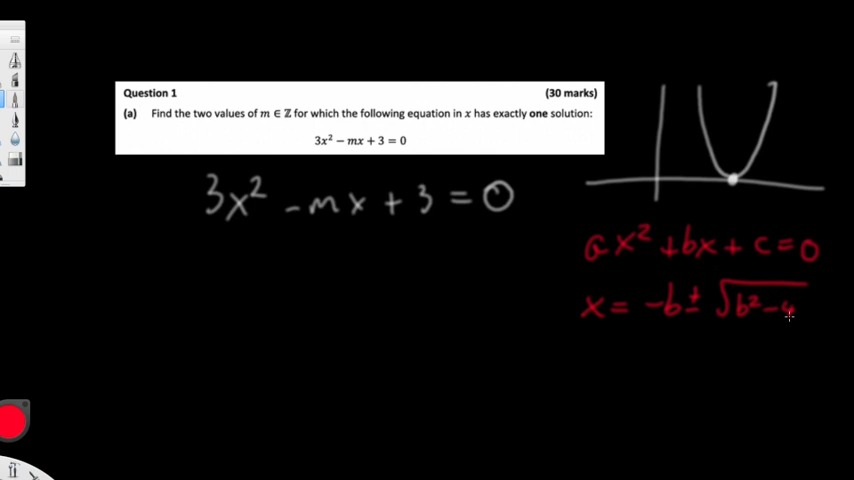 Question 1 (30 marks)
(a) Find the two values of m ∈ ℤ for which the following equation in x has exactly one solution:
3x² − mx + 3 = 0
3x² - mx + 3 = 0
ax² + bx + c = 0
x = -b ± √b² - 4